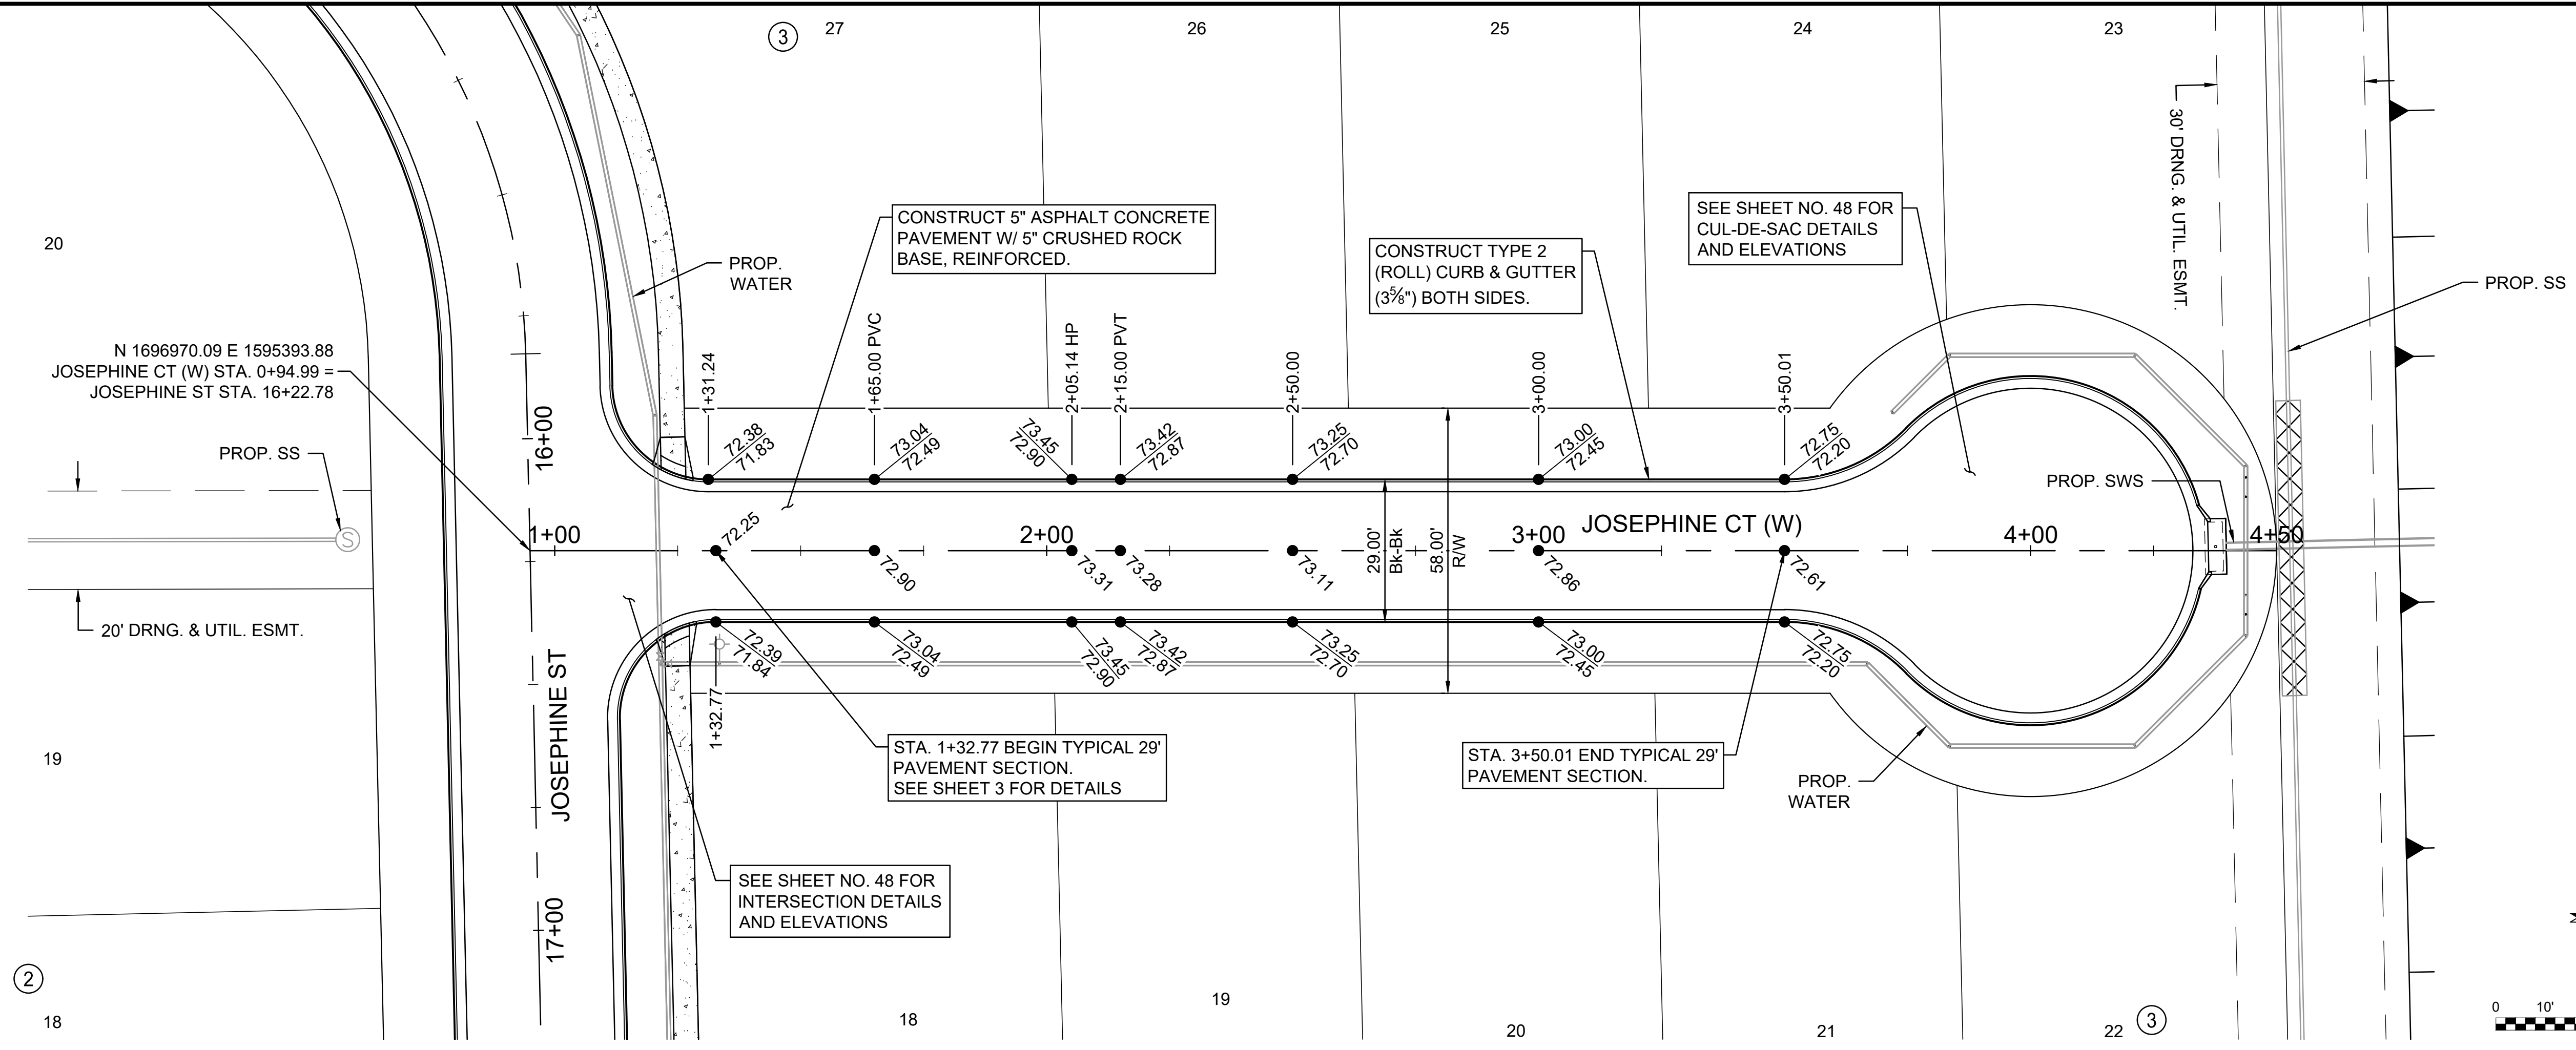 27
3
26
25
24
23
20
30' DRNG. & UTIL. ESMT.
CONSTRUCT 5" ASPHALT CONCRETE
PAVEMENT W/ 5" CRUSHED ROCK
BASE, REINFORCED.
CONSTRUCT TYPE 2
(ROLL) CURB & GUTTER
(3⅝") BOTH SIDES.
SEE SHEET NO. 48 FOR
CUL-DE-SAC DETAILS
AND ELEVATIONS
PROP. SS
PROP.
WATER
N 1696970.09 E 1595393.88
JOSEPHINE CT (W) STA. 0+94.99 =
JOSEPHINE ST STA. 16+22.78
PROP. SS
S
16+00
1+31.24
1+65.00 PVC
2+05.14 HP
2+15.00 PVT
2+50.00
3+00.00
3+50.01
72.38
71.83
73.04
72.49
73.45
72.90
73.42
72.87
73.25
72.70
73.00
72.45
72.75
72.20
PROP. SWS
1+00
2+00
3+00
JOSEPHINE CT (W)
4+00
4+50
72.25
72.90
73.31
73.28
73.11
72.86
72.61
29.00'
Bk-Bk
58.00'
R/W
20' DRNG. & UTIL. ESMT.
72.39
71.84
73.04
72.49
73.45
72.90
73.42
72.87
73.25
72.70
73.00
72.45
72.75
72.20
1+32.77
JOSEPHINE ST
17+00
STA. 1+32.77 BEGIN TYPICAL 29'
PAVEMENT SECTION.
SEE SHEET 3 FOR DETAILS
STA. 3+50.01 END TYPICAL 29'
PAVEMENT SECTION.
PROP.
WATER
19
SEE SHEET NO. 48 FOR
INTERSECTION DETAILS
AND ELEVATIONS
2
18
18
19
20
21
22
3
0
10'